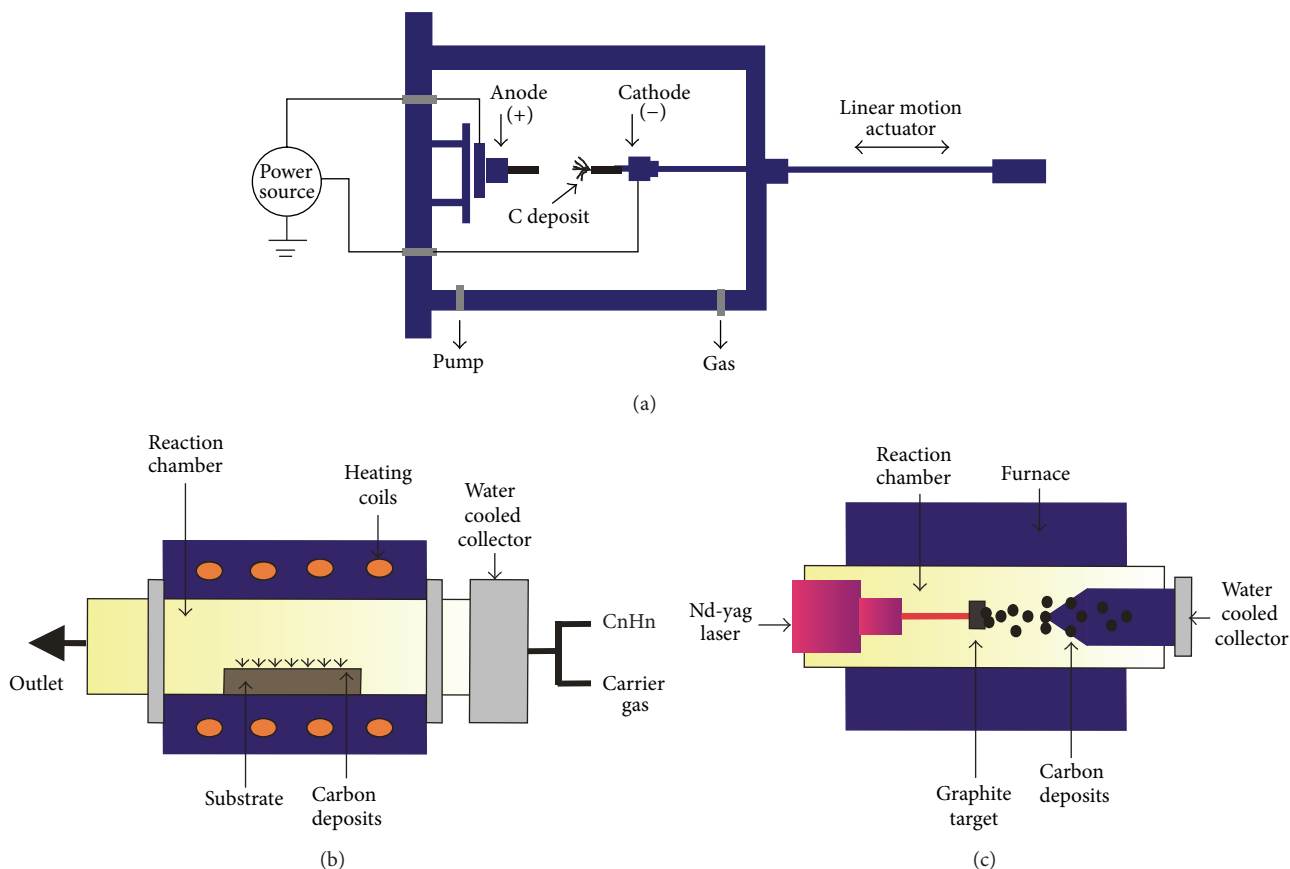 Anode
(+)
Cathode
(−)
Linear motion
actuator
Power
source
C deposit
Pump
Gas
(a)
Reaction
chamber
Heating
coils
Water
cooled
collector
CnHn
Carrier
gas
Outlet
Substrate
Carbon
deposits
(b)
Reaction
chamber
Furnace
Nd-yag
laser
Water
cooled
collector
Graphite
target
Carbon
deposits
(c)